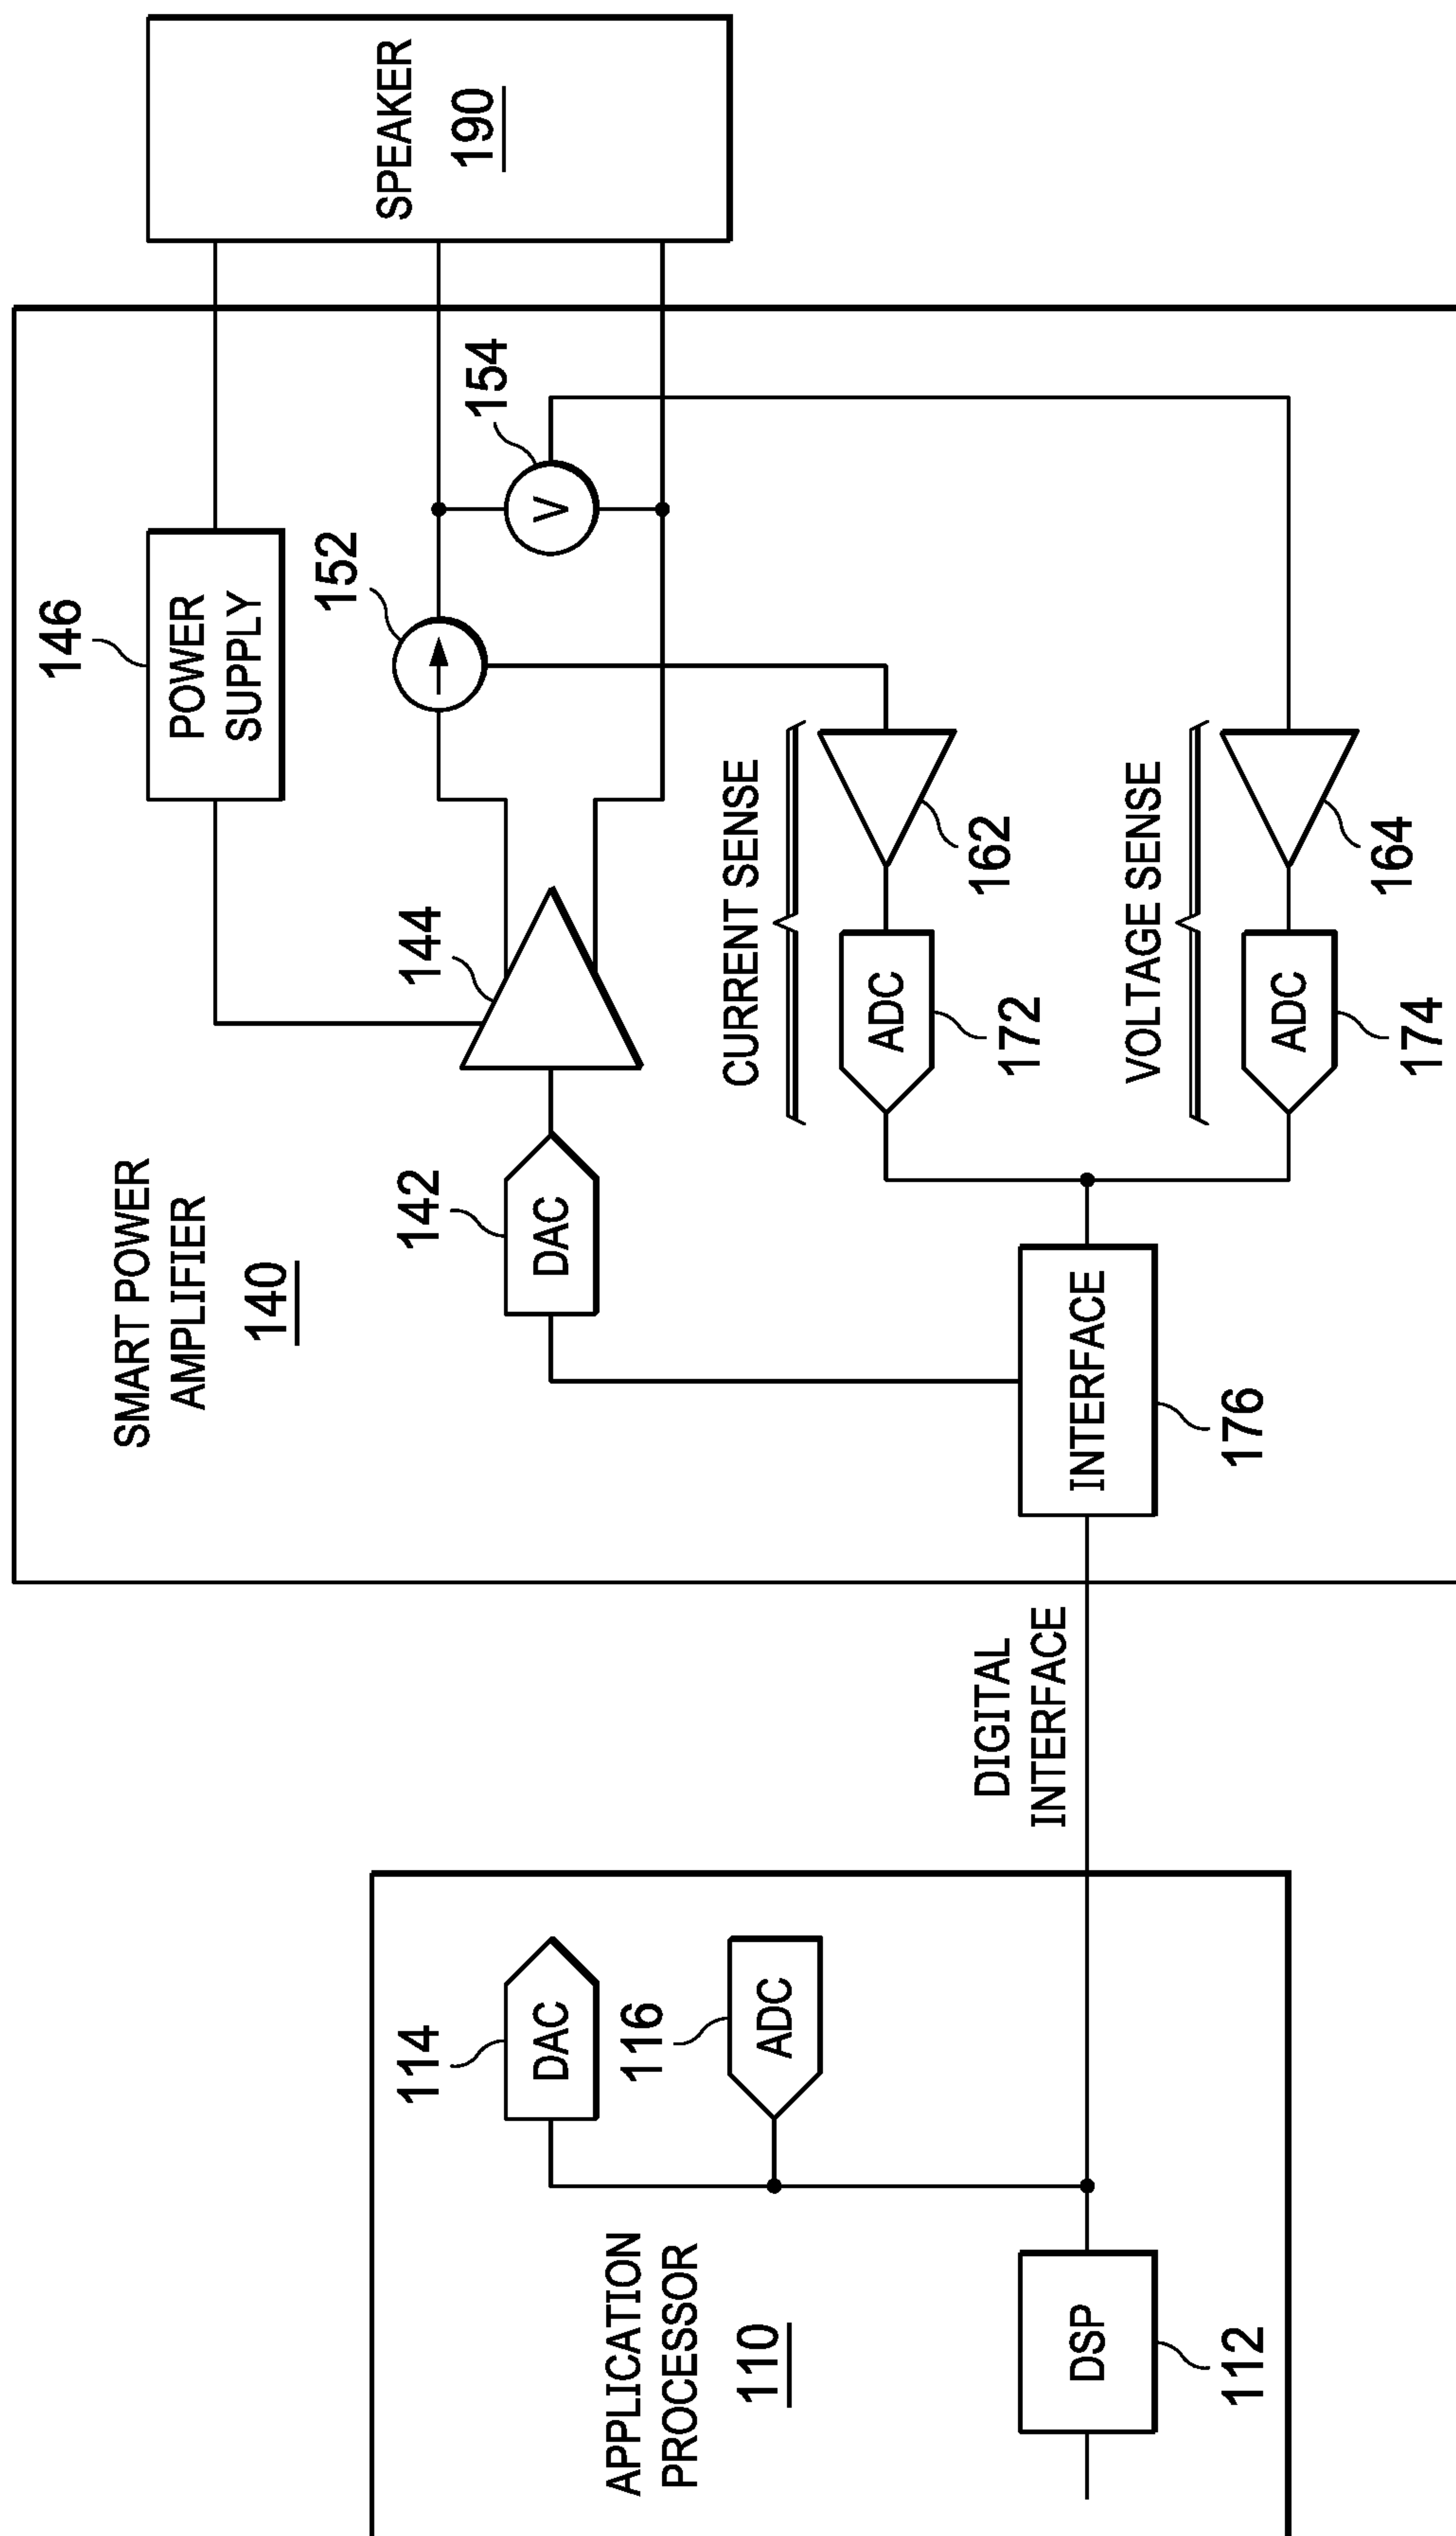 APPLICATION
PROCESSOR
110
114
DAC
116
ADC
DSP
112
DIGITAL
INTERFACE
SMART POWER
AMPLIFIER
140
142
DAC
144
146
POWER
SUPPLY
152
154
V
CURRENT SENSE
162
ADC
172
VOLTAGE SENSE
164
ADC
174
INTERFACE
176
SPEAKER
190